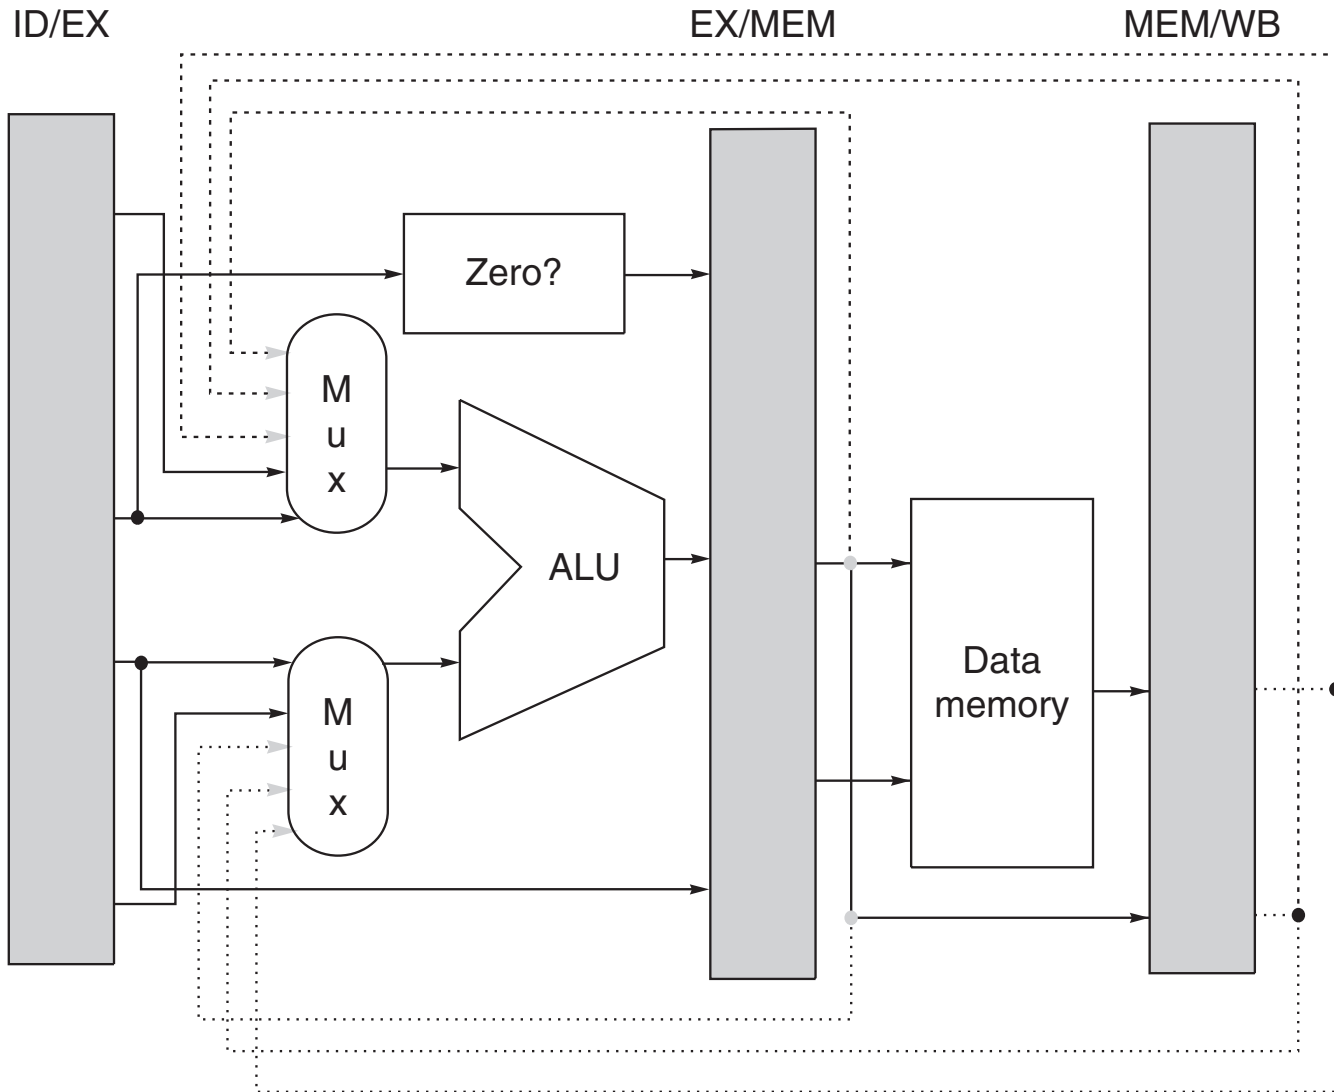 ID/EX
EX/MEM
MEM/WB
Zero?
M
u
x
ALU
M
u
x
Data
memory